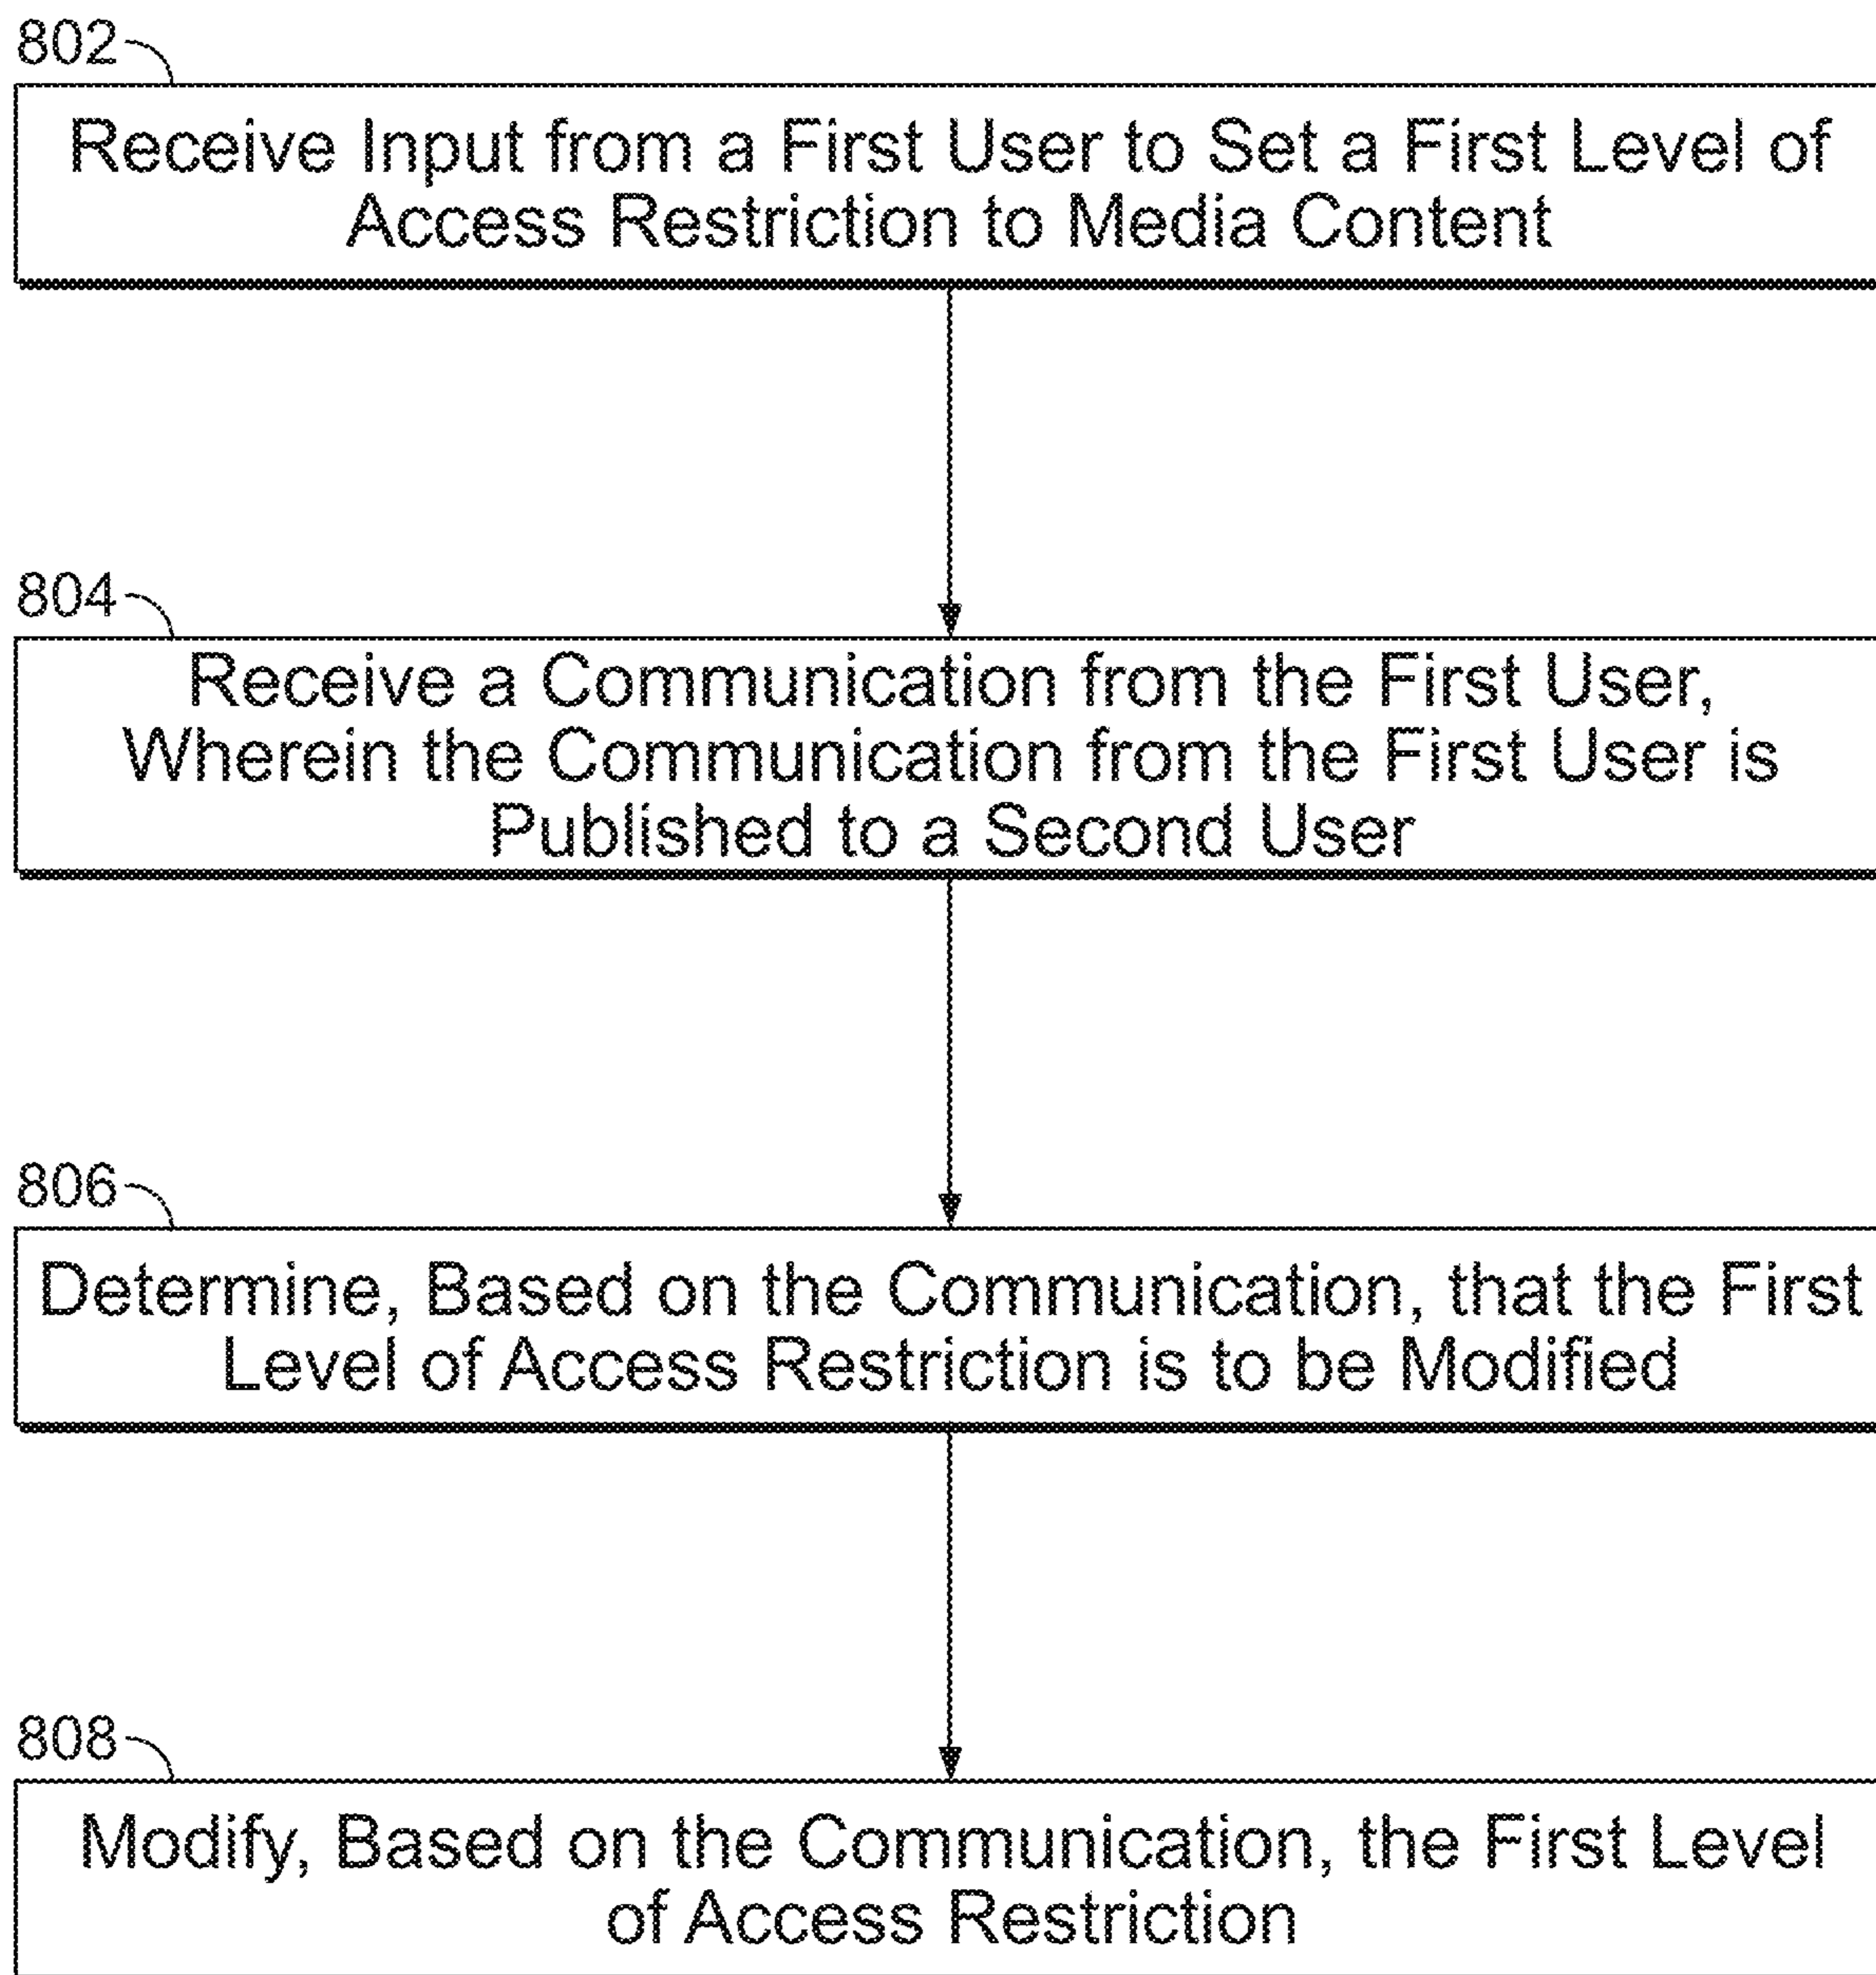 802
Receive Input from a First User to Set a First Level of
Access Restriction to Media Content
804
Receive a Communication from the First User,
Wherein the Communication from the First User is
Published to a Second User
806
Determine, Based on the Communication, that the First
Level of Access Restriction is to be Modified
808
Modify, Based on the Communication, the First Level
of Access Restriction